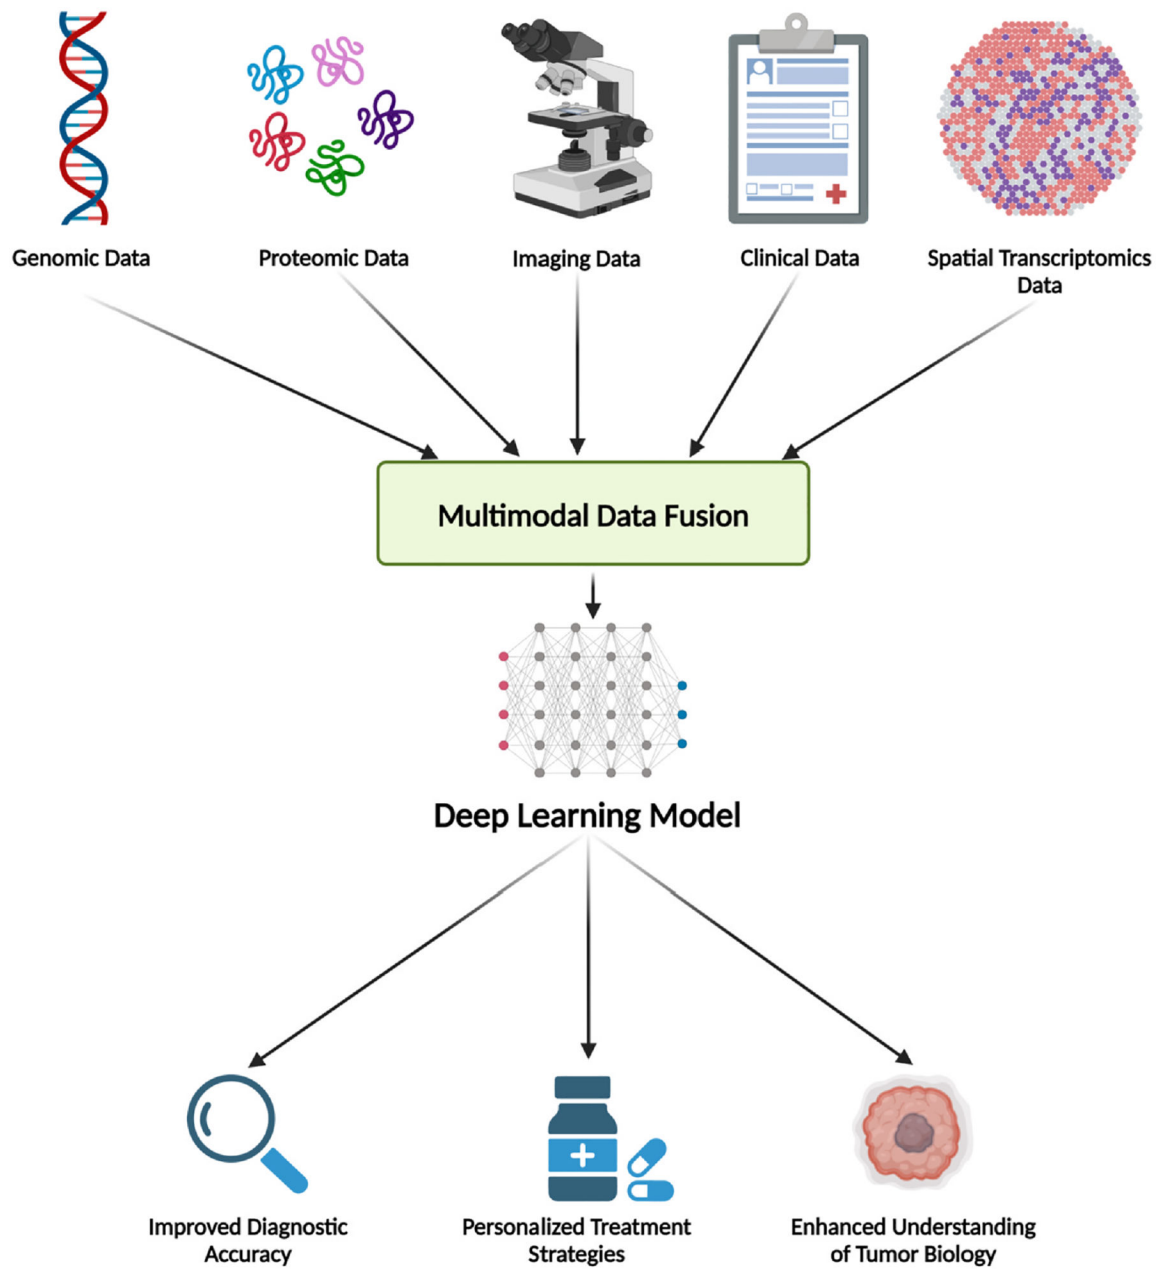 Genomic Data
Proteomic Data
Imaging Data
Clinical Data
Spatial Transcriptomics
Data
Multimodal Data Fusion
Deep Learning Model
Improved Diagnostic
Accuracy
Personalized Treatment
Strategies
Enhanced Understanding
of Tumor Biology